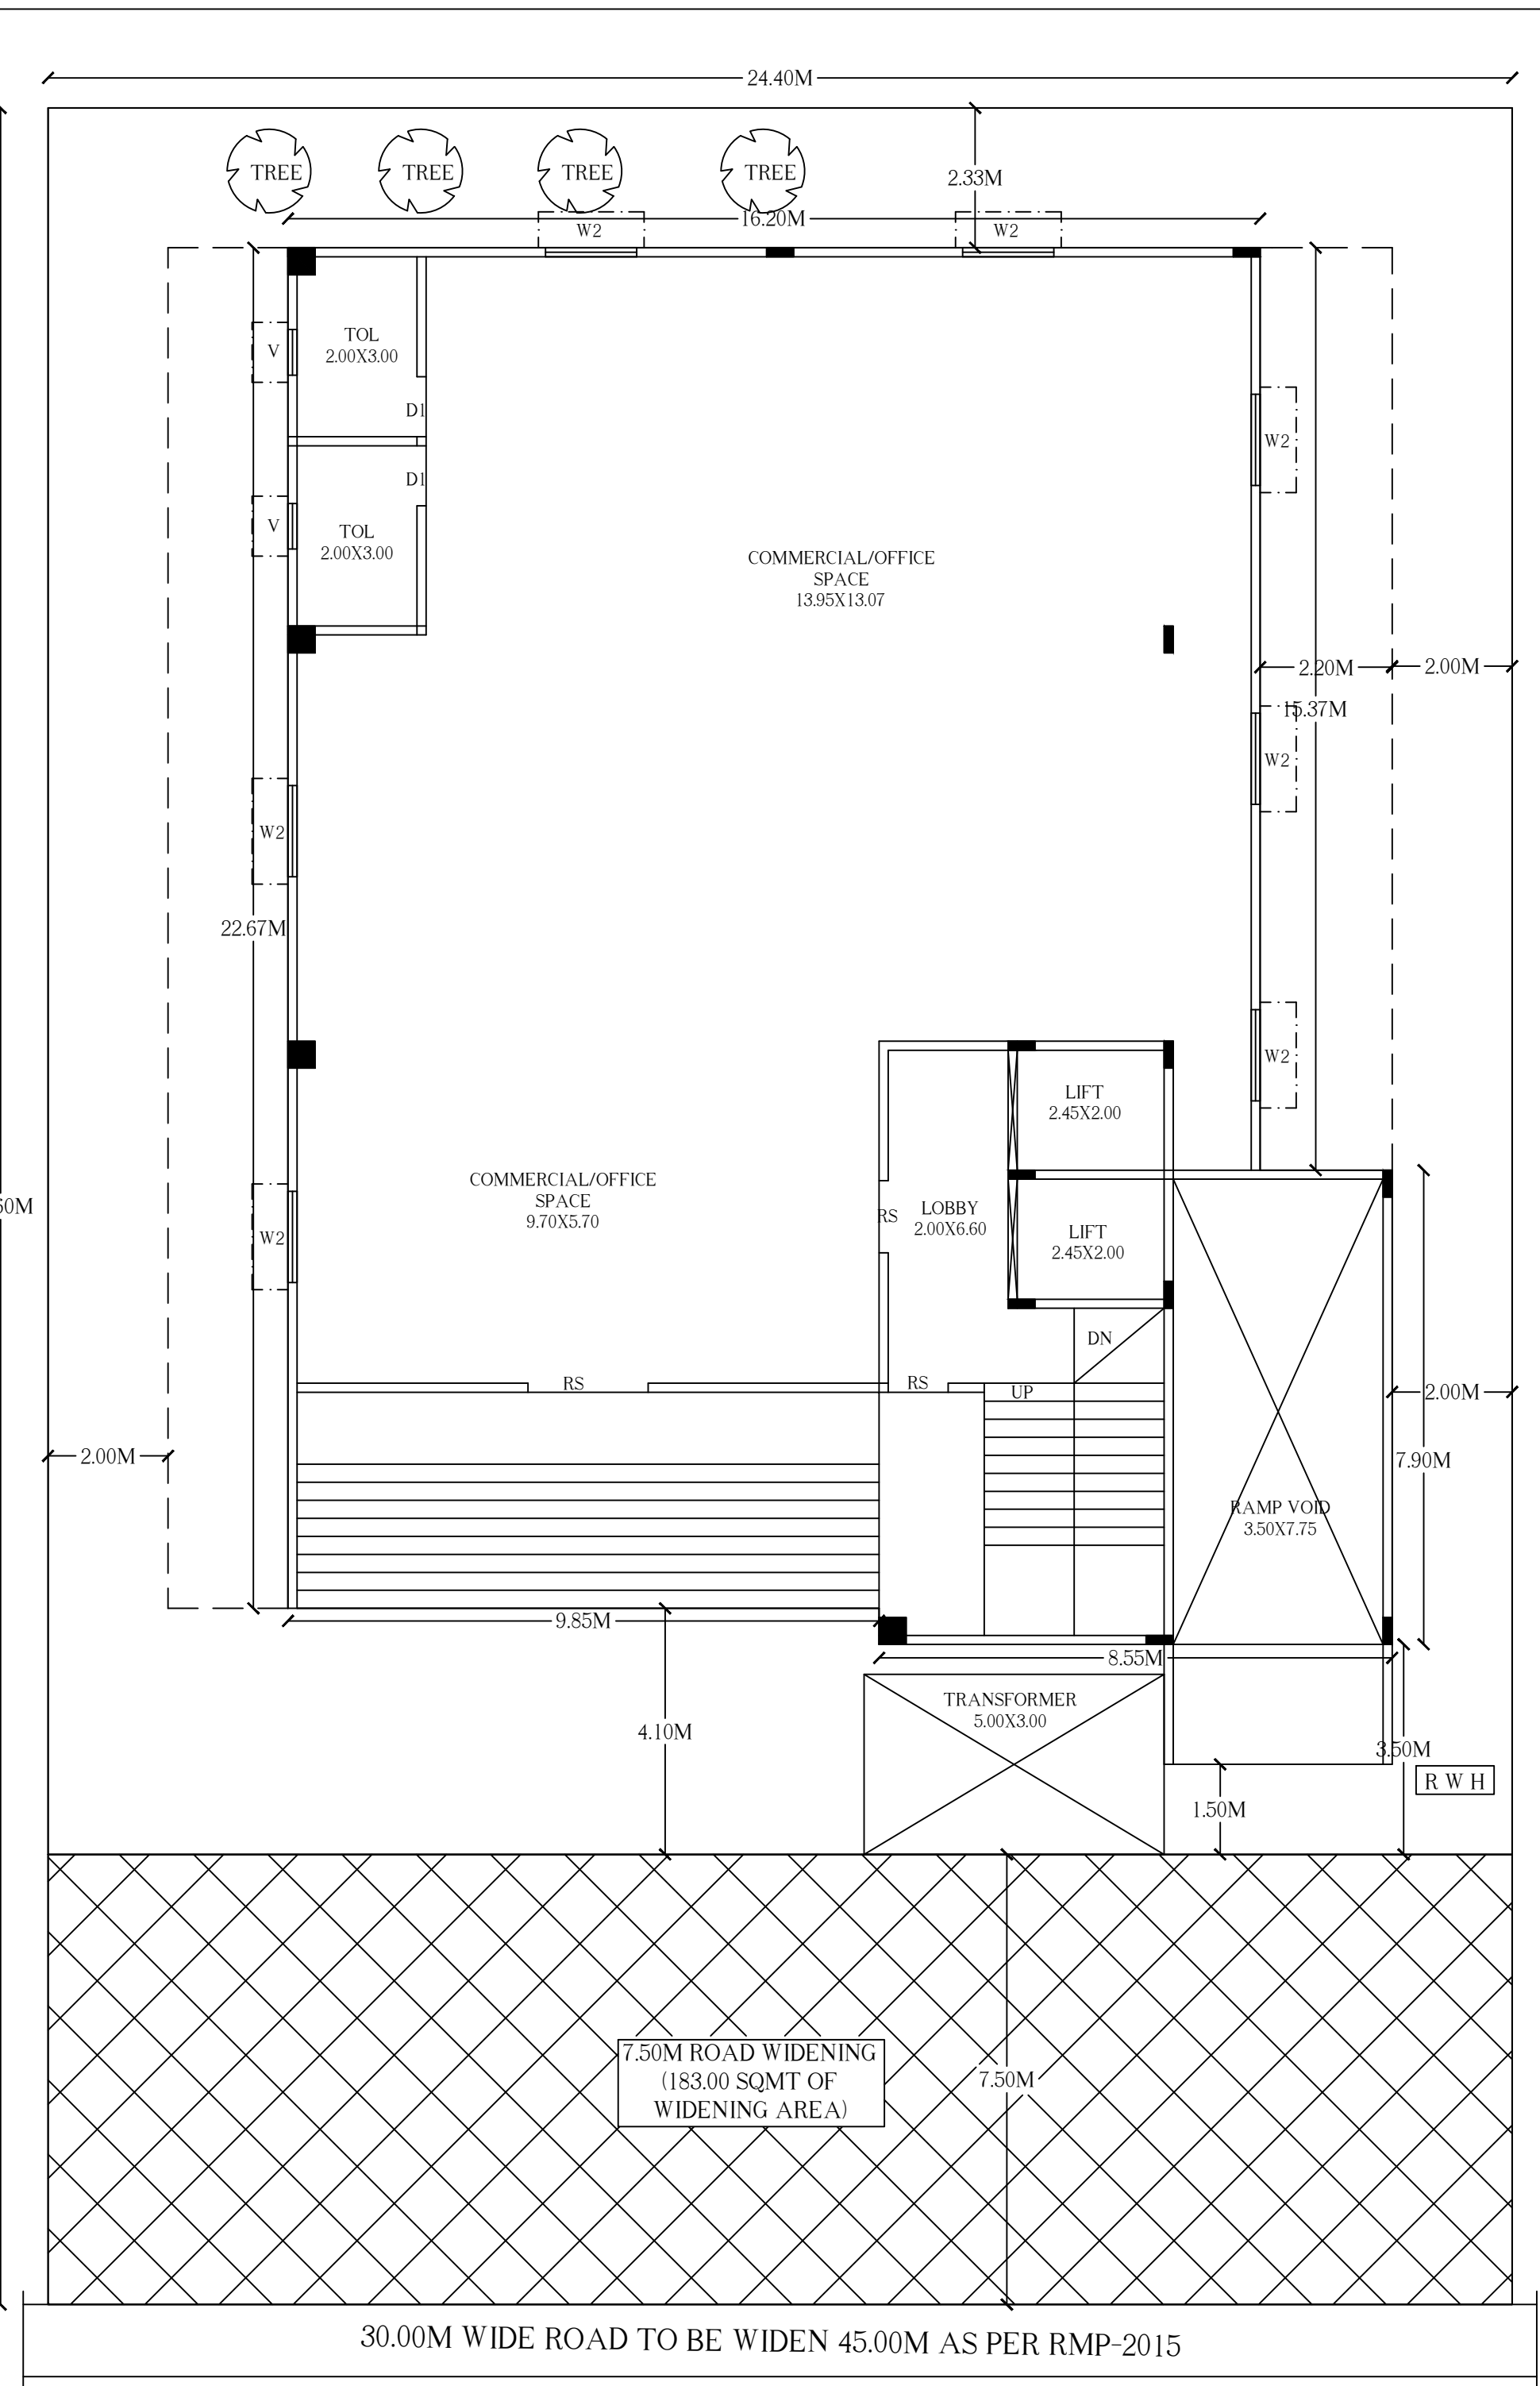 24.40M
TREE
TREE
TREE
TREE
2.33M
16.20M
W2
W2
TOL
2.00X3.00
V
D1
W2
D1
V
TOL
2.00X3.00
COMMERCIAL/OFFICE
SPACE
13.95X13.07
2.20M
2.00M
15.37M
W2
W2
22.67M
W2
LIFT
2.45X2.00
COMMERCIAL/OFFICE
SPACE
9.70X5.70
RS
LOBBY
2.00X6.60
LIFT
2.45X2.00
W2
DN
RS
RS
UP
2.00M
2.00M
7.90M
RAMP VOID
3.50X7.75
9.85M
8.55M
TRANSFORMER
5.00X3.00
4.10M
3.50M
R W H
1.50M
7.50M ROAD WIDENING
(183.00 SQMT OF
WIDENING AREA)
7.50M
30.00M WIDE ROAD TO BE WIDEN 45.00M AS PER RMP-2015